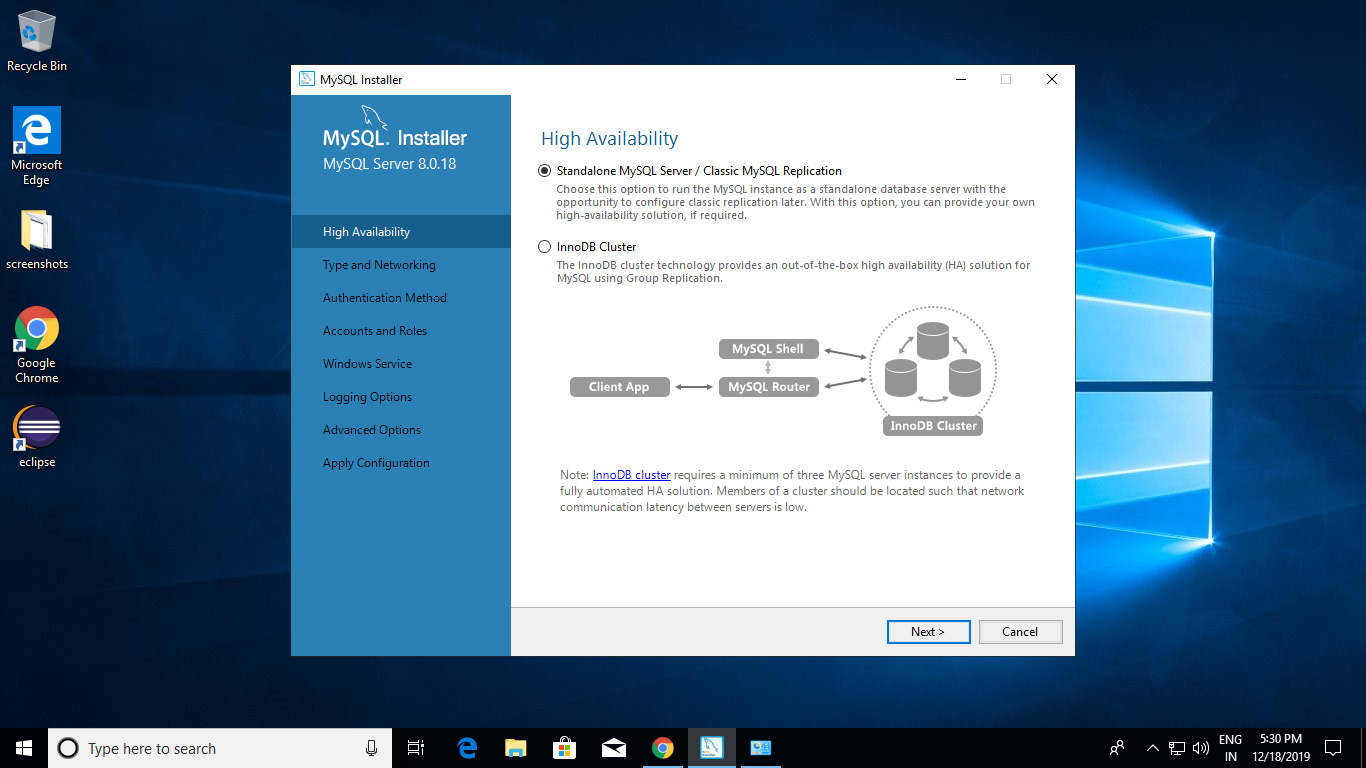 Recycle Bin
Microsoft
Edge
screenshots
Google
Chrome
eclipse
MySQL Installer
MySQL. Installer
MySQL Server 8.0.18
High Availability
Type and Networking
Authentication Method
Accounts and Roles
Windows Service
Logging Options
Advanced Options
Apply Configuration
High Availability
Standalone MySQL Server / Classic MySQL Replication
Choose this option to run the MySQL instance as a standalone database server with the
opportunity to configure classic replication later. With this option, you can provide your own
high-availability solution, if required.
InnoDB Cluster
The InnoDB cluster technology provides an out-of-the-box high availability (HA) solution for
MySQL using Group Replication.
MySQL Shell
Client App
MySQL Router
InnoDB Cluster
Note: InnoDB cluster requires a minimum of three MySQL server instances to provide a
fully automated HA solution. Members of a cluster should be located such that network
communication latency between servers is low.
Next >
Cancel
Type here to search
ENG
IN
5:30 PM
12/18/2019